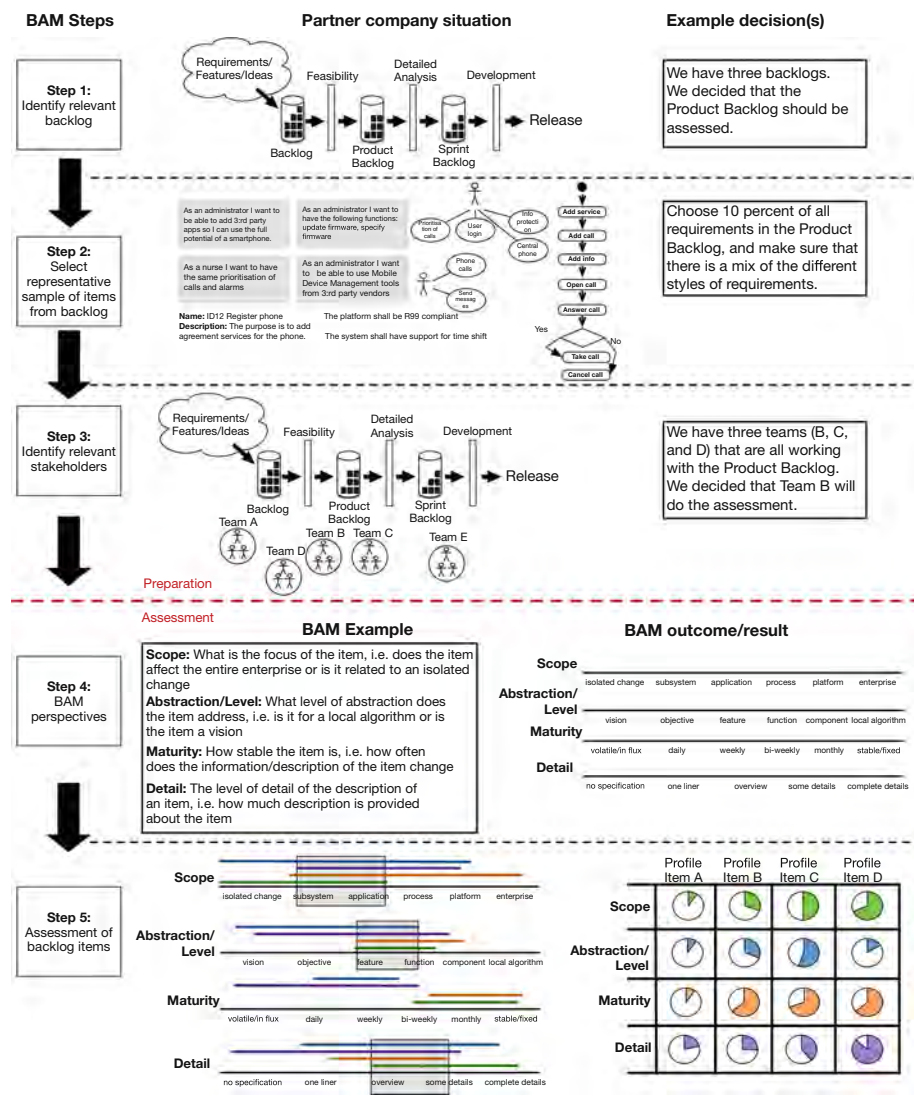 BAM Steps
Partner company situation
Example decision(s)
Step 1:
Identify relevant
backlog
Requirements/
Features/Ideas
Feasibility
Detailed
Analysis
Development
Backlog
Product
Backlog
Sprint
Backlog
Release
We have three backlogs.
We decided that the
Product Backlog should be
assessed.
Step 2:
Select
representative
sample of items
from backlog
As an administrator I want to
be able to add 3:rd party
apps so I can use the full
potential of a smartphone.
As an administrator I want to
have the following functions:
update firmware, specify
firmware
As a nurse I want to have
the same prioritisation of
calls and alarms
As an administrator I want
to be able to use Mobile
Device Management tools
from 3:rd party vendors
Name: ID12 Register phone
Description: The purpose is to add
agreement services for the phone.
The platform shall be R99 compliant
The system shall have support for time shift
Prioritisa
tion of
calls
User
login
Info
protecti
on
Central
phone
Phone
calls
Send
messag
es
Add service
Add call
Add info
Open call
Answer call
Yes
No
Take call
Cancel call
Choose 10 percent of all
requirements in the Product
Backlog, and make sure that
there is a mix of the different
styles of requirements.
Step 3:
Identify relevant
stakeholders
Requirements/
Features/Ideas
Feasibility
Detailed
Analysis
Development
Backlog
Product
Backlog
Sprint
Backlog
Release
Team A
Team D
Team B
Team C
Team E
We have three teams (B, C,
and D) that are all working
with the Product Backlog.
We decided that Team B will
do the assessment.
Preparation
Assessment
BAM Example
BAM outcome/result
Step 4:
BAM
perspectives
Scope: What is the focus of the item, i.e. does the item
affect the entire enterprise or is it related to an isolated
change
Abstraction/Level: What level of abstraction does
the item address, i.e. is it for a local algorithm or is
the item a vision
Maturity: How stable the item is, i.e. how often
does the information/description of the item change
Detail: The level of detail of the description of
an item, i.e. how much description is provided
about the item
Scope
isolated change subsystem application process platform enterprise
Abstraction/
Level
vision objective feature function component local algorithm
Maturity
volatile/in flux daily weekly bi-weekly monthly stable/fixed
Detail
no specification one liner overview some details complete details
Step 5:
Assessment of
backlog items
Scope
isolated change subsystem application process platform enterprise
Abstraction/
Level
vision objective feature function component local algorithm
Maturity
volatile/in flux daily weekly bi-weekly monthly stable/fixed
Detail
no specification one liner overview some details complete details
Profile
Item A
Profile
Item B
Profile
Item C
Profile
Item D
Scope
Abstraction/
Level
Maturity
Detail